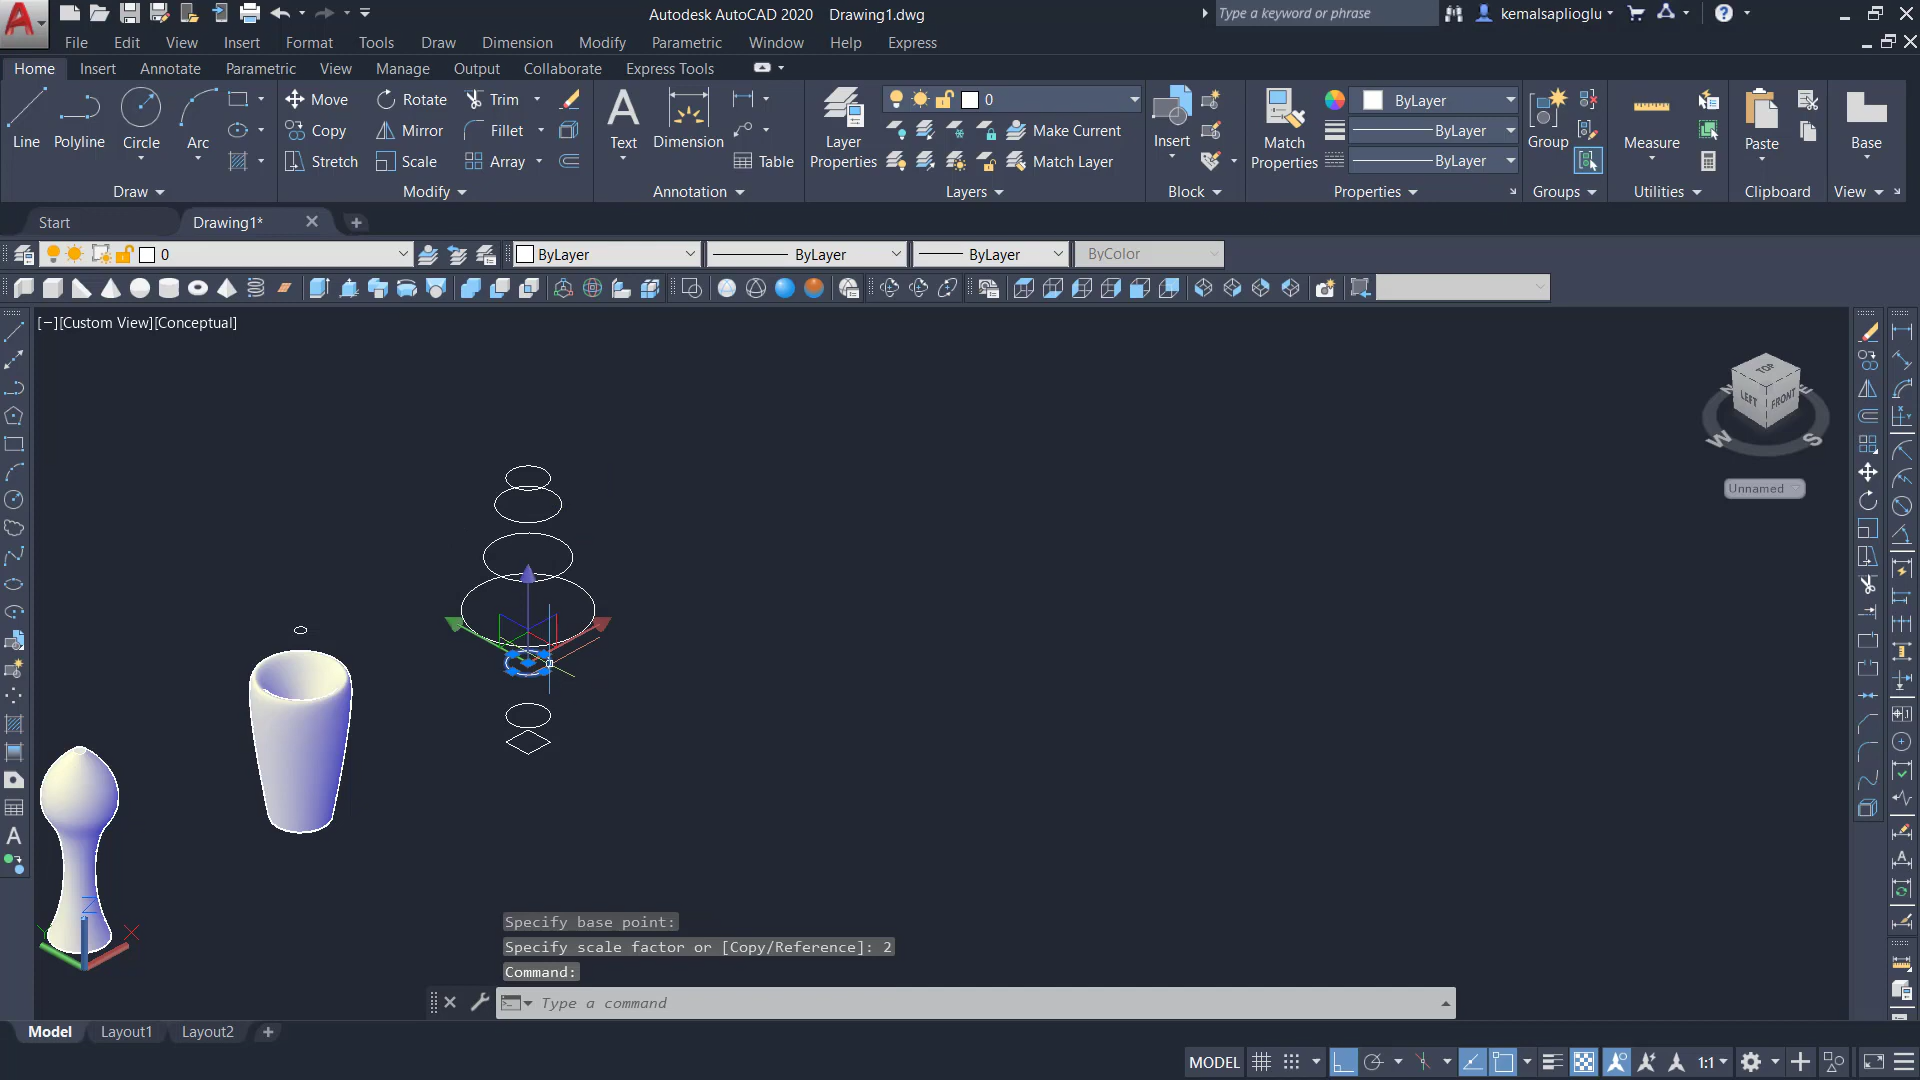 Autodesk AutoCAD 2020 Drawing1.dwg
Type a keyword or phrase
kemalsaplioglu
File Edit View Insert Format Tools Draw Dimension Modify Parametric Window Help Express
Home Insert Annotate Parametric View Manage Output Collaborate Express Tools
Line Polyline Circle Arc
Move Rotate Trim
Copy Mirror Fillet
Stretch Scale Array
Text Dimension Table
Layer Properties
0
Make Current
Match Layer
Insert
Match Properties
ByLayer
ByLayer
ByLayer
Group
Measure
Paste
Base
Draw Modify Annotation Layers Block Properties Groups Utilities Clipboard View
Start Drawing1*
0 ByLayer ByLayer ByLayer ByColor
[−][Custom View][Conceptual]
TOP
LEFT FRONT
N E
W S
Unnamed
Z
Y X
Specify base point:
Specify scale factor or [Copy/Reference]: 2
Command:
Type a command
Model Layout1 Layout2
MODEL 1:1